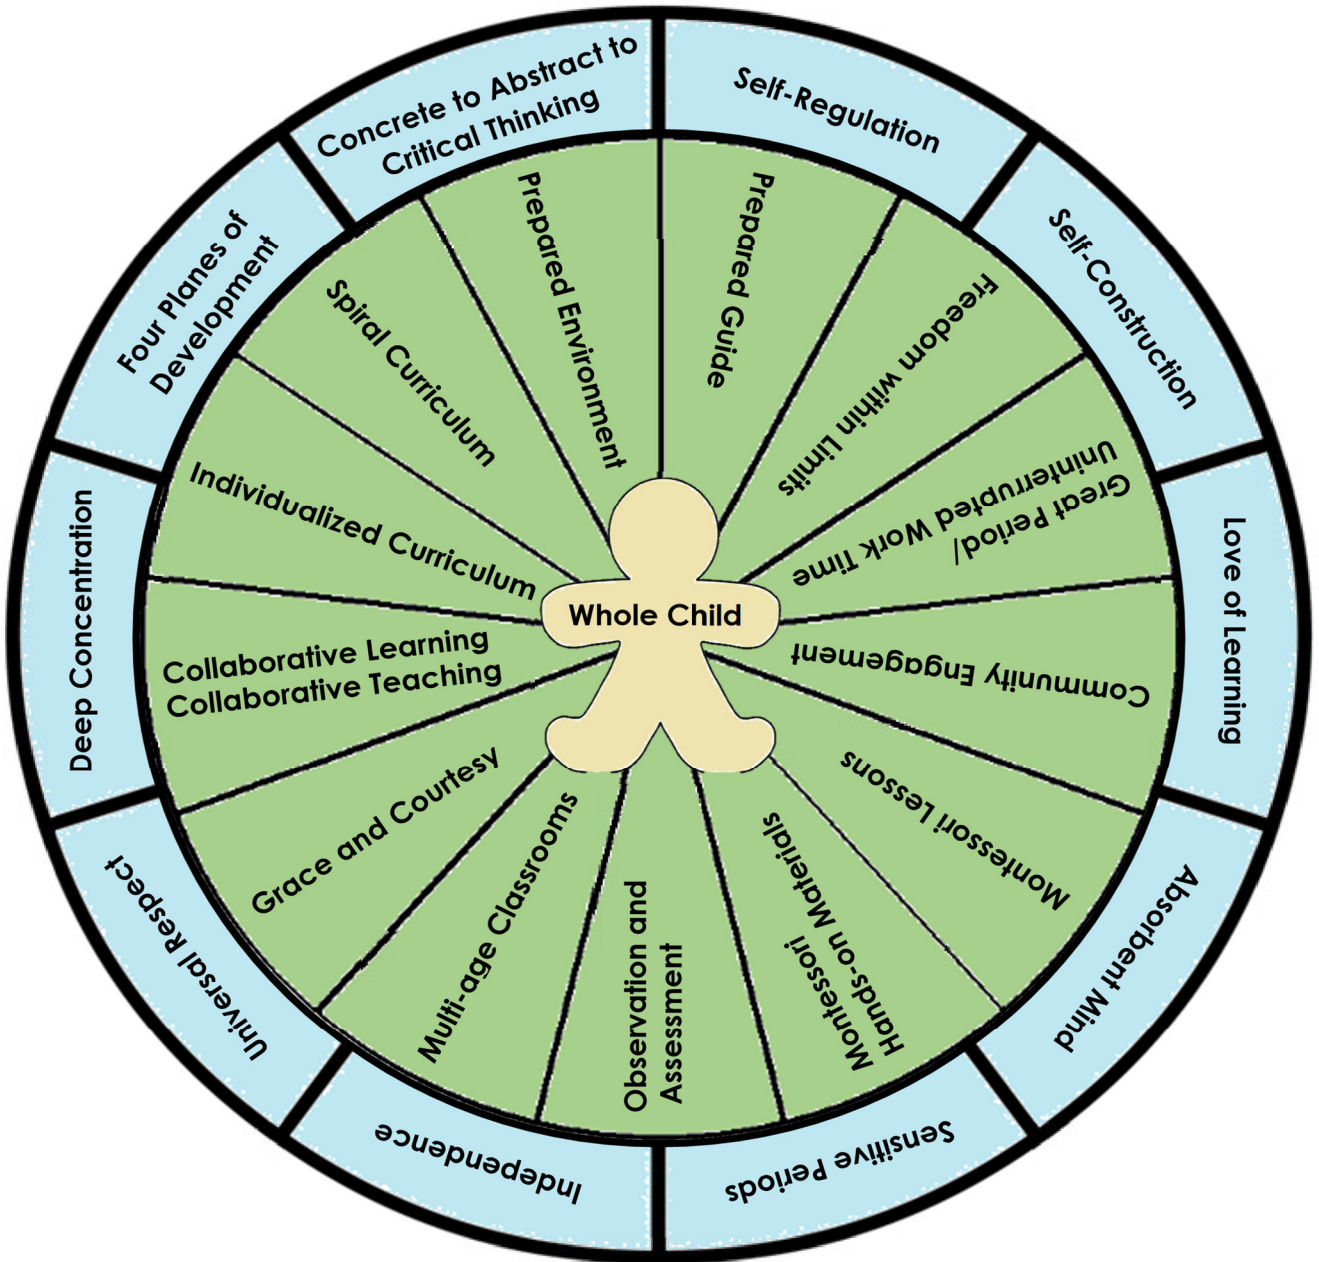 Concrete to Abstract to
Critical Thinking
Self-Regulation
Self-Construction
Love of Learning
Absorbent Mind
Sensitive Periods
Independence
Universal Respect
Deep Concentration
Four Planes of
Development
Prepared Environment
Prepared Guide
Freedom within Limits
Great Period/
Uninterrupted Work Time
Community Engagement
Montessori Lessons
Montessori
Hands-on Materials
Observation and
Assessment
Multi-age Classrooms
Grace and Courtesy
Collaborative Learning
Collaborative Teaching
Individualized Curriculum
Spiral Curriculum
Whole Child